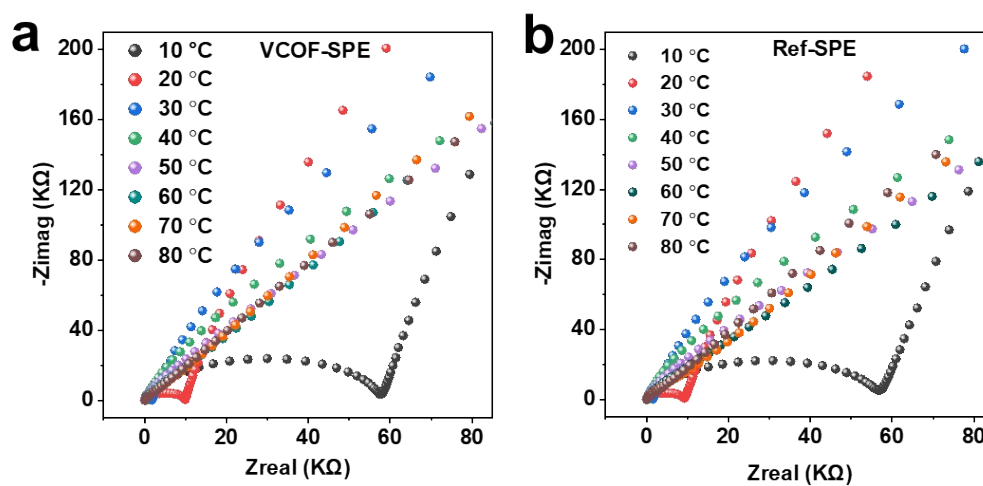 a
VCOF-SPE
10 °C
20 °C
30 °C
40 °C
50 °C
60 °C
70 °C
80 °C
200
160
120
80
40
0
-Zimag (KΩ)
0 20 40 60 80
Zreal (KΩ)
b
Ref-SPE
10 °C
20 °C
30 °C
40 °C
50 °C
60 °C
70 °C
80 °C
200
160
120
80
40
0
-Zimag (KΩ)
0 20 40 60 80
Zreal (KΩ)